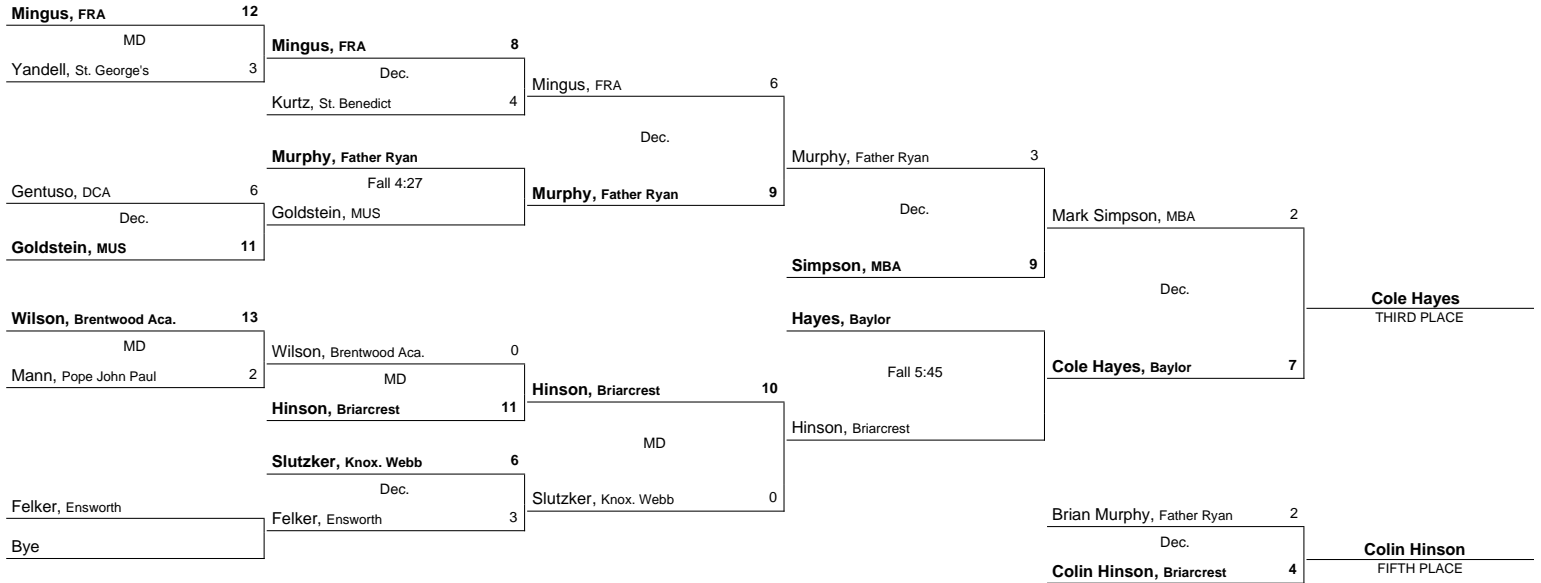 Mingus, FRA 12
MD
Yandell, St. George's 3
Gentuso, DCA 6
Dec.
Goldstein, MUS 11
Wilson, Brentwood Aca. 13
MD
Mann, Pope John Paul 2
Felker, Ensworth
Bye
Mingus, FRA 8
Dec.
Kurtz, St. Benedict 4
Murphy, Father Ryan
Fall 4:27
Goldstein, MUS
Wilson, Brentwood Aca. 0
MD
Hinson, Briarcrest 11
Slutzker, Knox. Webb 6
Dec.
Felker, Ensworth 3
Mingus, FRA 6
Dec.
Murphy, Father Ryan 9
Hinson, Briarcrest 10
MD
Slutzker, Knox. Webb 0
Murphy, Father Ryan 3
Dec.
Simpson, MBA 9
Hayes, Baylor
Fall 5:45
Hinson, Briarcrest
Mark Simpson, MBA 2
Dec.
Cole Hayes, Baylor 7
Cole Hayes
THIRD PLACE
Brian Murphy, Father Ryan 2
Dec.
Colin Hinson, Briarcrest 4
Colin Hinson
FIFTH PLACE